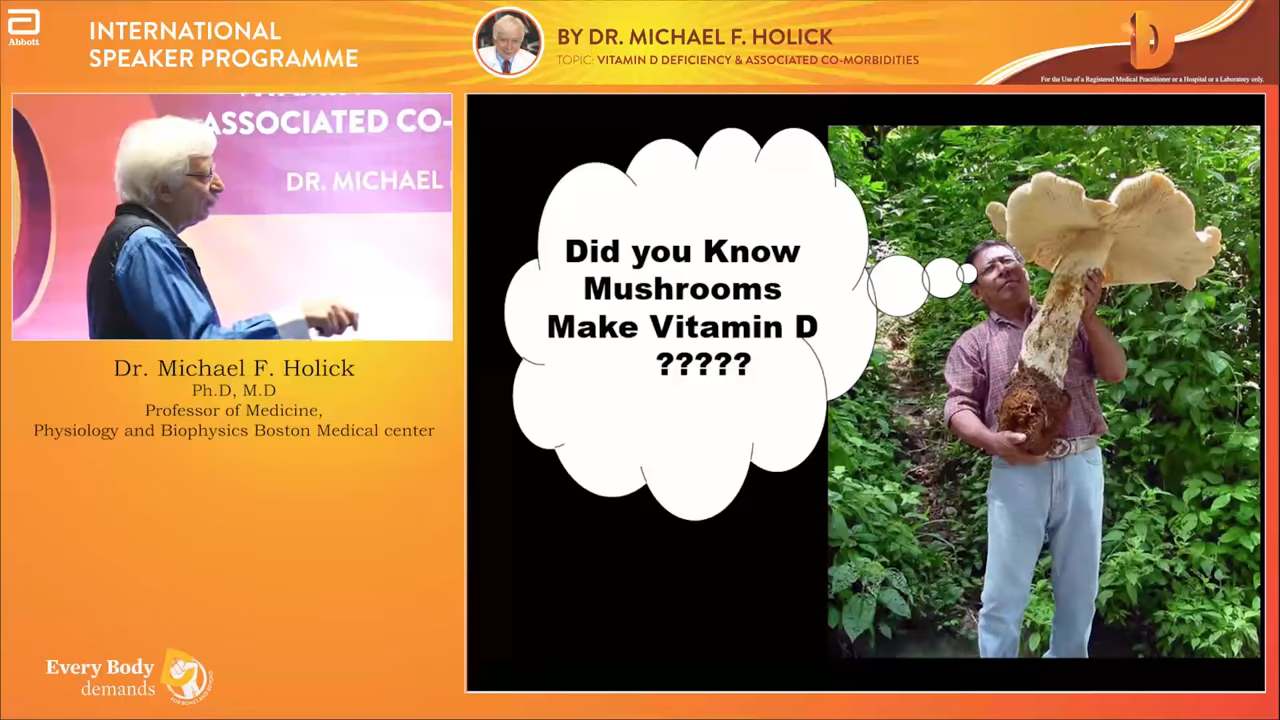 Abbott
INTERNATIONAL
SPEAKER PROGRAMME
BY DR. MICHAEL F. HOLICK
TOPIC: VITAMIN D DEFICIENCY & ASSOCIATED CO-MORBIDITIES
D
For the Use of a Registered Medical Practitioner or a Hospital or a Laboratory only.
ASSOCIATED CO-
DR. MICHAEL
Dr. Michael F. Holick
Ph.D, M.D
Professor of Medicine,
Physiology and Biophysics Boston Medical center
Did you Know
Mushrooms
Make Vitamin D
?????
Every Body
demands